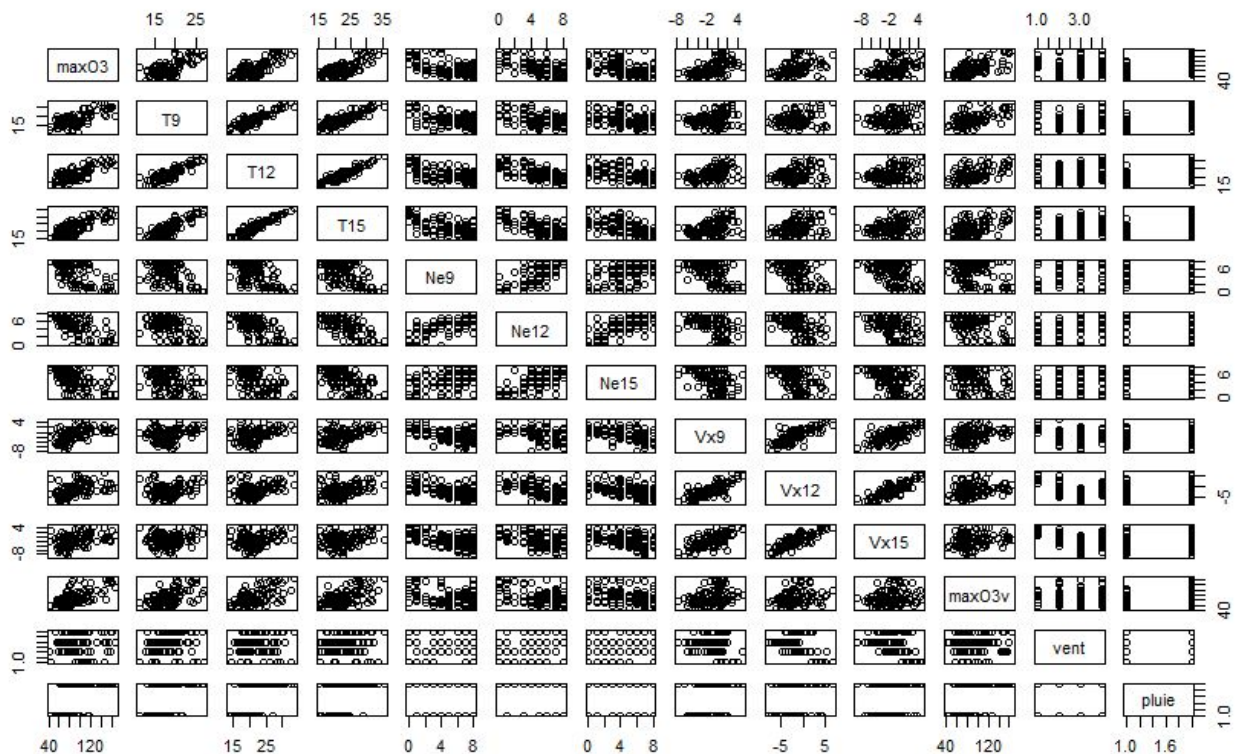 15 25 15 25 35 0 4 8 -8 -2 4 -8 -2 4 1.0 3.0
maxO3 40
15 T9
T12 15
15 T15
Ne9 0 6
0 6 Ne12
Ne15 0 6
-8 4 Vx9
Vx12 -5
-8 4 Vx15
maxO3v 40
1.0 vent
pluie 1.0
40 120 15 25 0 4 8 0 4 8 -5 5 40 120 1.0 1.6